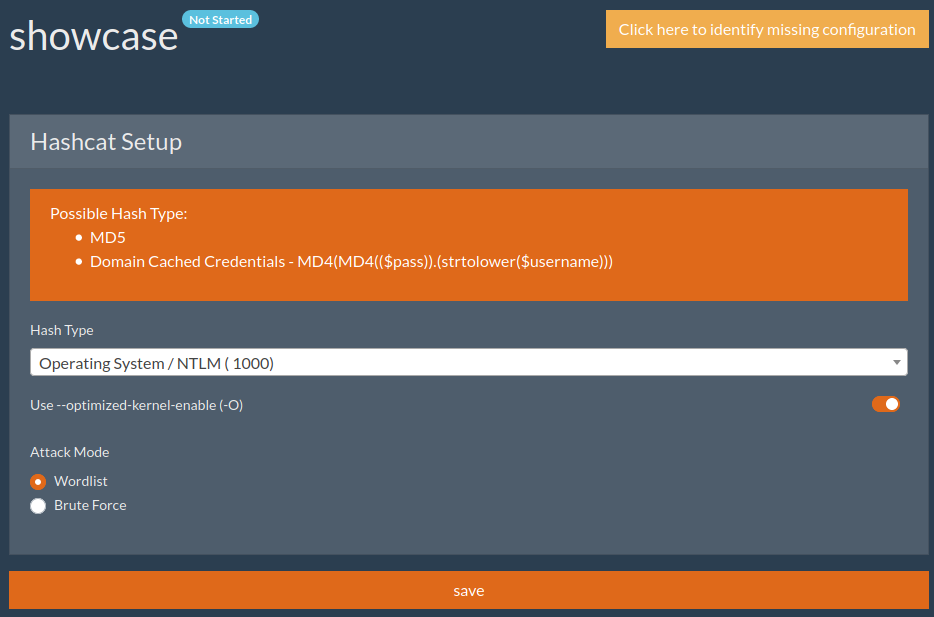 showcase
Not Started
Click here to identify missing configuration
Hashcat Setup
Possible Hash Type:
MD5
Domain Cached Credentials - MD4(MD4(($pass)).(strtolower($username)))
Hash Type
Operating System / NTLM ( 1000)
Use --optimized-kernel-enable (-O)
Attack Mode
Wordlist
Brute Force
save